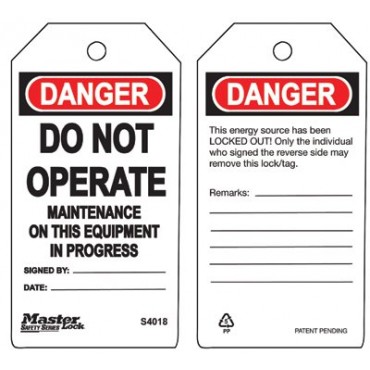 DANGER
DO NOT
OPERATE
MAINTENANCE
ON THIS EQUIPMENT
IN PROGRESS
SIGNED BY:
DATE:
Master Lock
SAFETY SERIES
S4018
DANGER
This energy source has been
LOCKED OUT! Only the individual
who signed the reverse side may
remove this lock/tag.
Remarks:
5
PP
PATENT PENDING